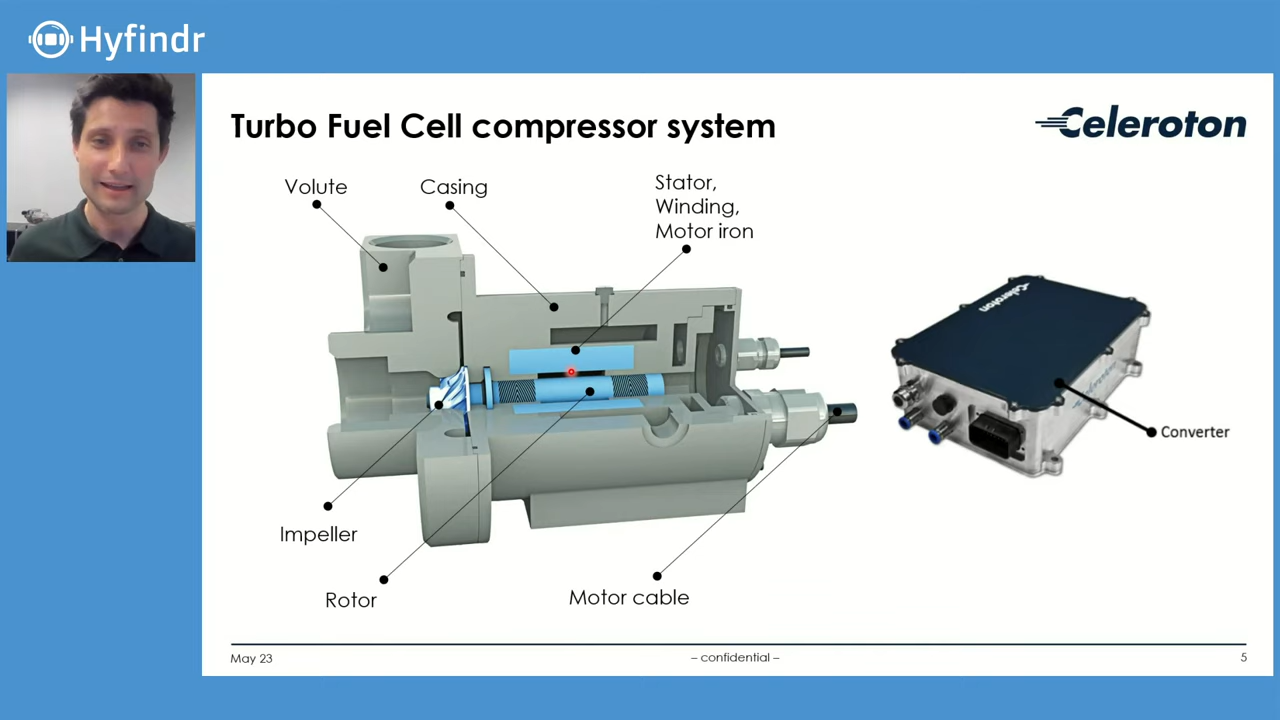 Hyfindr
Turbo Fuel Cell compressor system
Celeroton
Volute
Casing
Stator,
Winding,
Motor iron
Celeroton
Converter
Impeller
Rotor
Motor cable
May 23
– confidential –
5